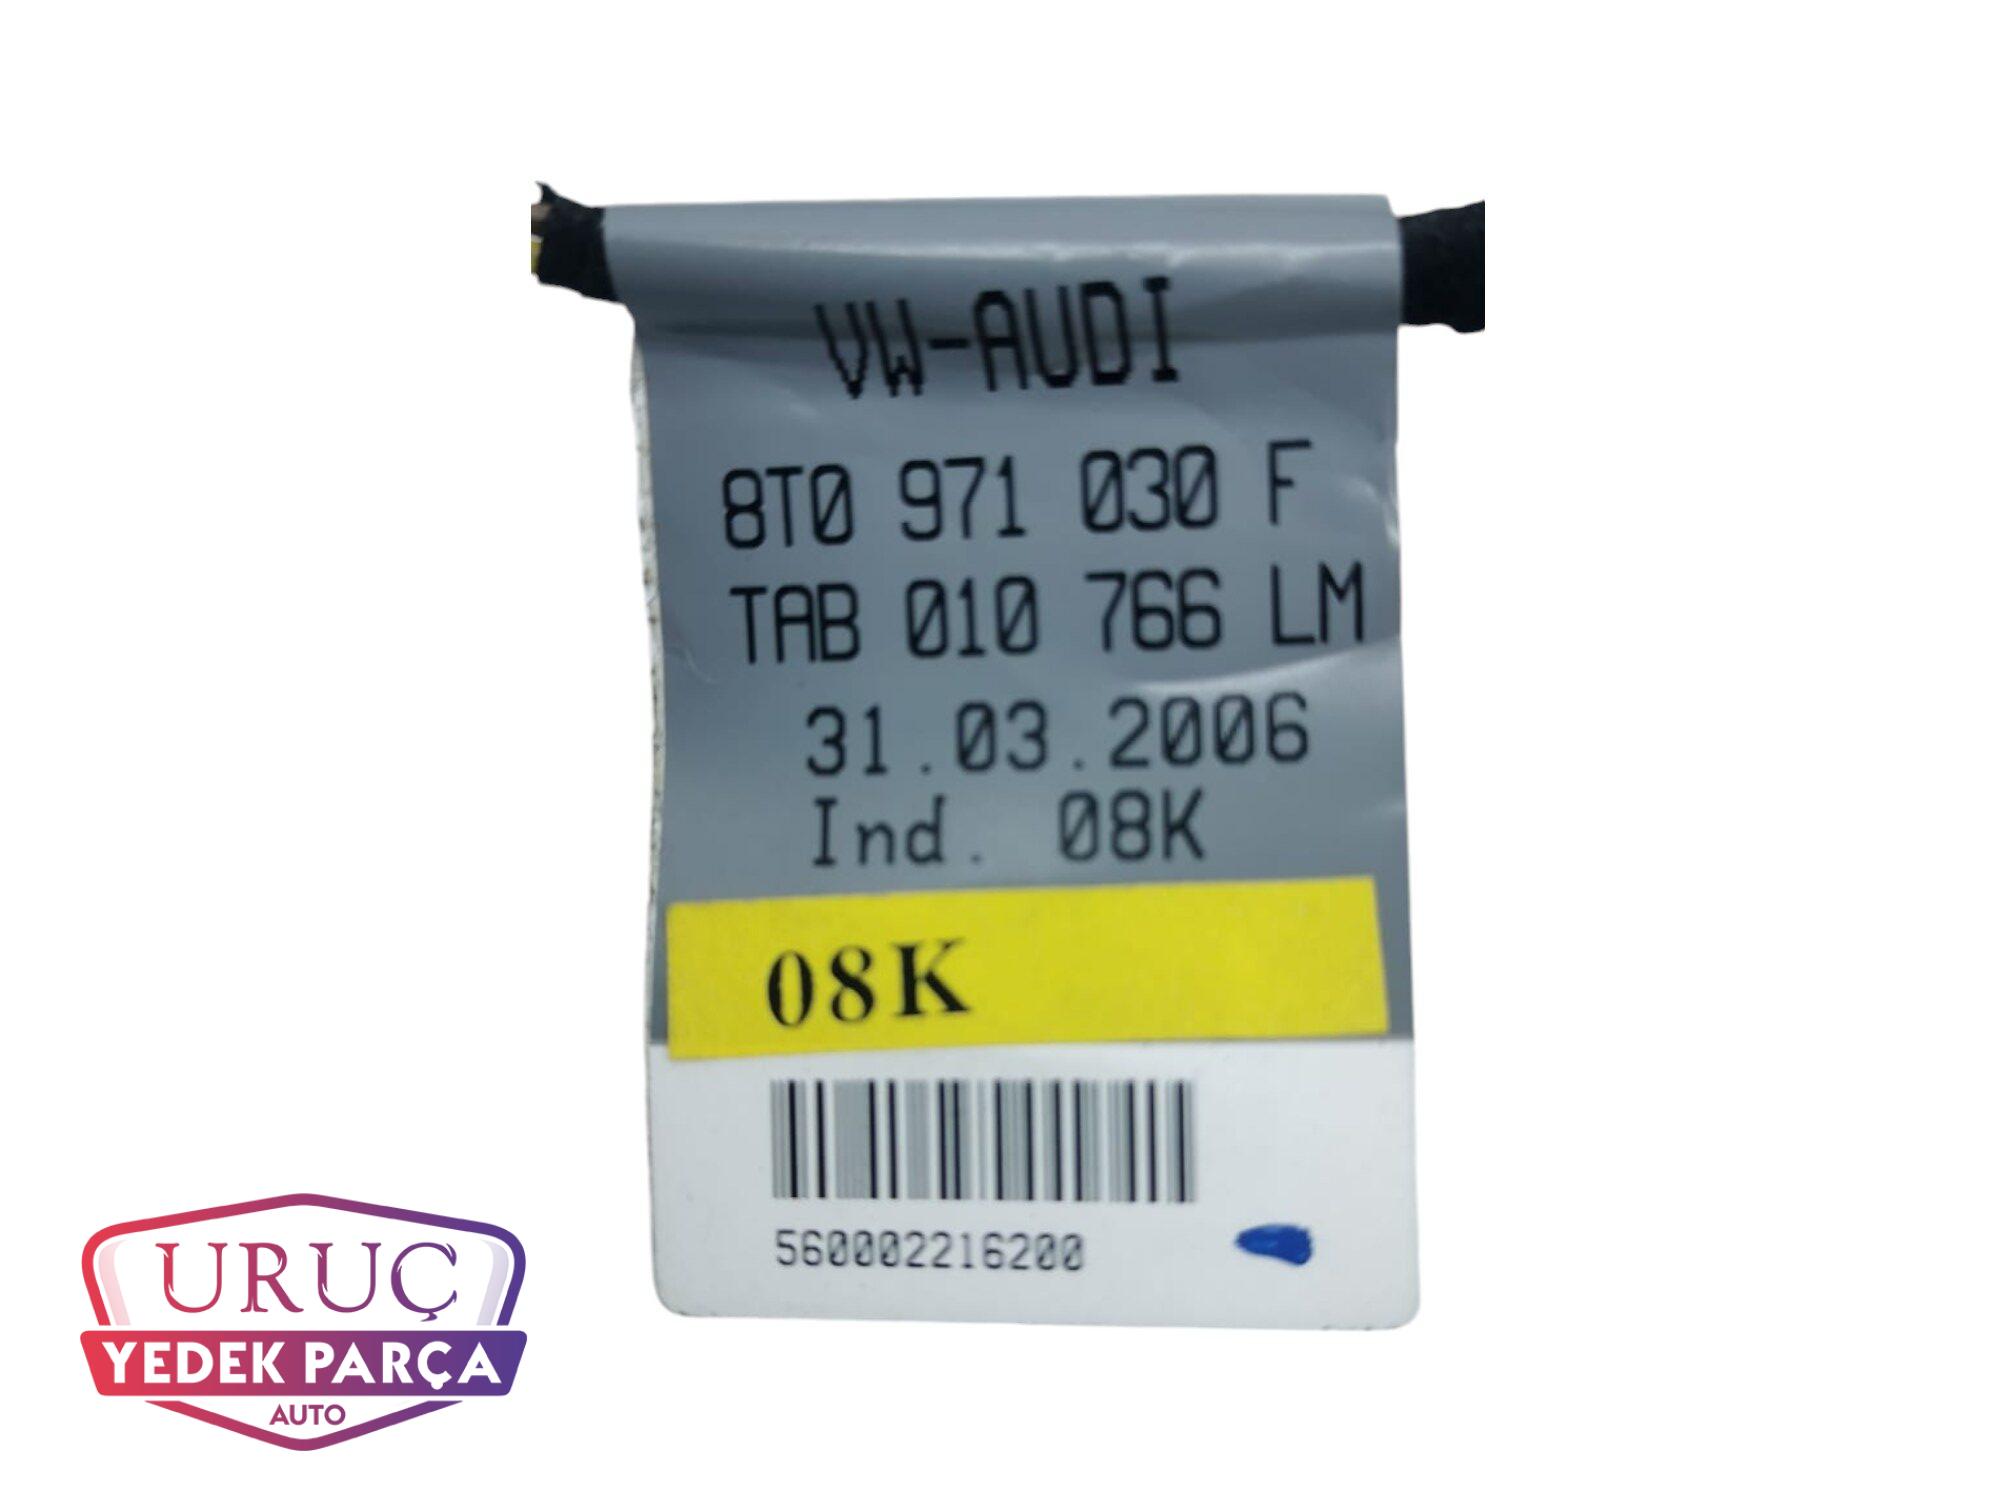 VW-AUDI
8T0 971 030 F
TAB 010 766 LM
31.03.2006
Ind. 08K
08K
560002216200
URUÇ
YEDEK PARÇA
AUTO